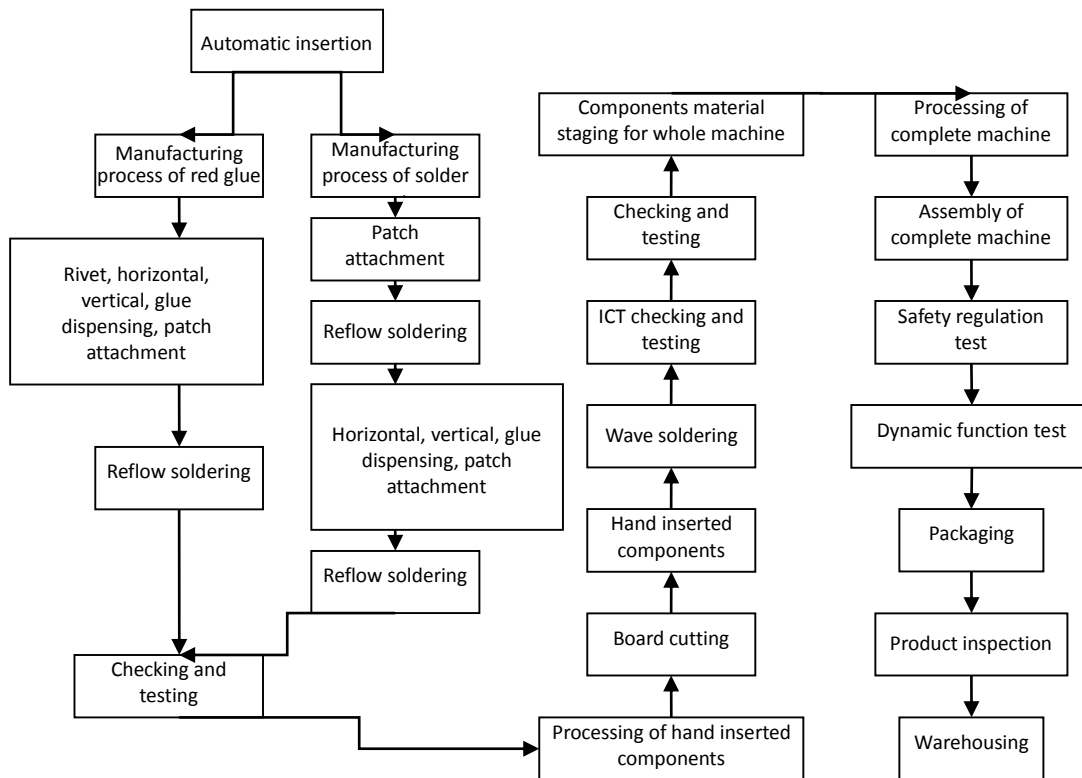 Automatic insertion
Manufacturing
process of red glue
Rivet, horizontal,
vertical, glue
dispensing, patch
attachment
Reflow soldering
Manufacturing
process of solder
Patch
attachment
Reflow soldering
Horizontal, vertical, glue
dispensing, patch
attachment
Reflow soldering
Checking and
testing
Processing of hand inserted
components
Board cutting
Hand inserted
components
Wave soldering
ICT checking and
testing
Checking and
testing
Components material
staging for whole machine
Processing of
complete machine
Assembly of
complete machine
Safety regulation
test
Dynamic function test
Packaging
Product inspection
Warehousing